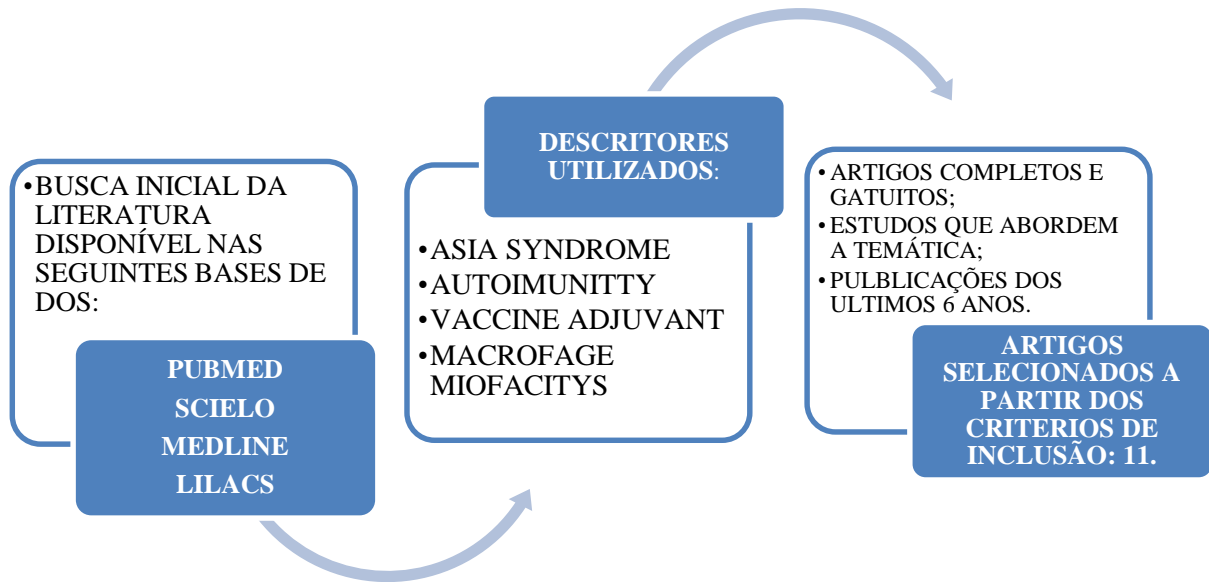 •BUSCA INICIAL DA
LITERATURA
DISPONÍVEL NAS
SEGUINTES BASES DE
DOS:
PUBMED
SCIELO
MEDLINE
LILACS
DESCRITORES
UTILIZADOS:
•ASIA SYNDROME
•AUTOIMUNITTY
•VACCINE ADJUVANT
•MACROFAGE
MIOFACITYS
•ARTIGOS COMPLETOS E
GATUITOS;
•ESTUDOS QUE ABORDEM
A TEMÁTICA;
•PULBLICAÇÕES DOS
ULTIMOS 6 ANOS.
ARTIGOS
SELECIONADOS A
PARTIR DOS
CRITERIOS DE
INCLUSÃO: 11.